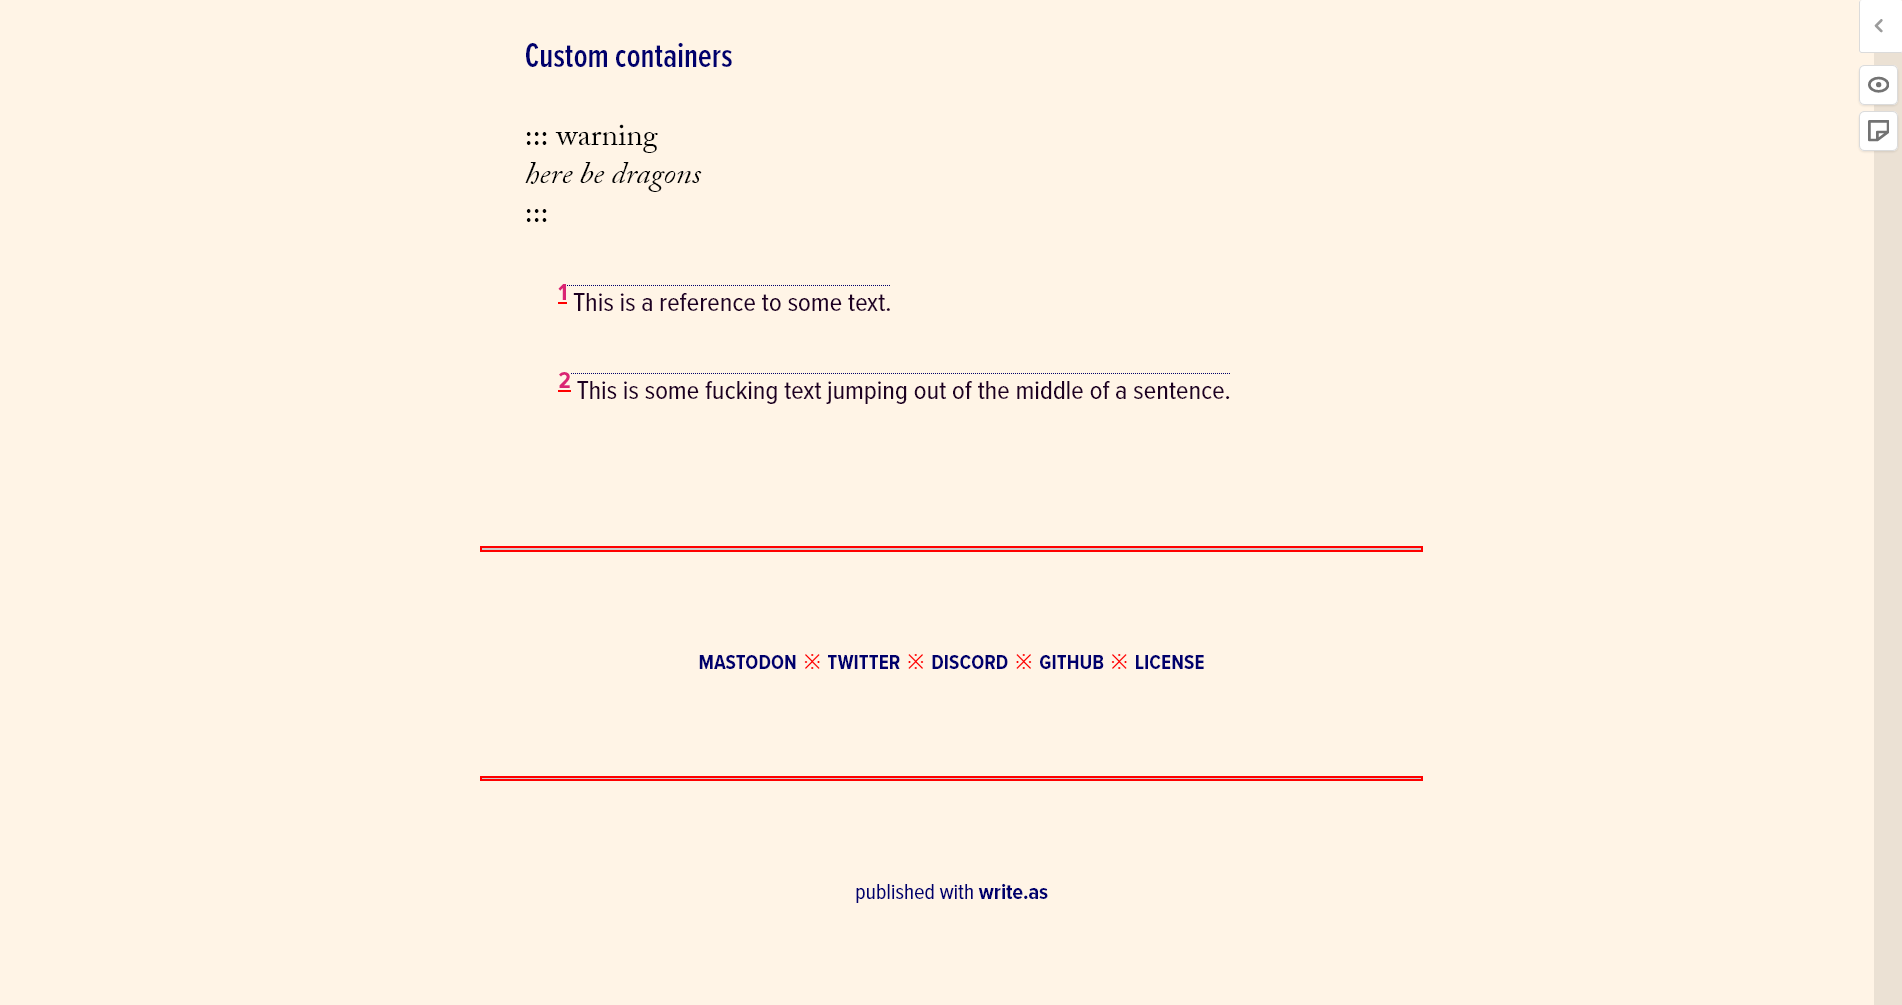 Custom containers
::: warning
here be dragons
:::
1 This is a reference to some text.
2 This is some fucking text jumping out of the middle of a sentence.
MASTODON ※ TWITTER ※ DISCORD ※ GITHUB ※ LICENSE
published with write.as